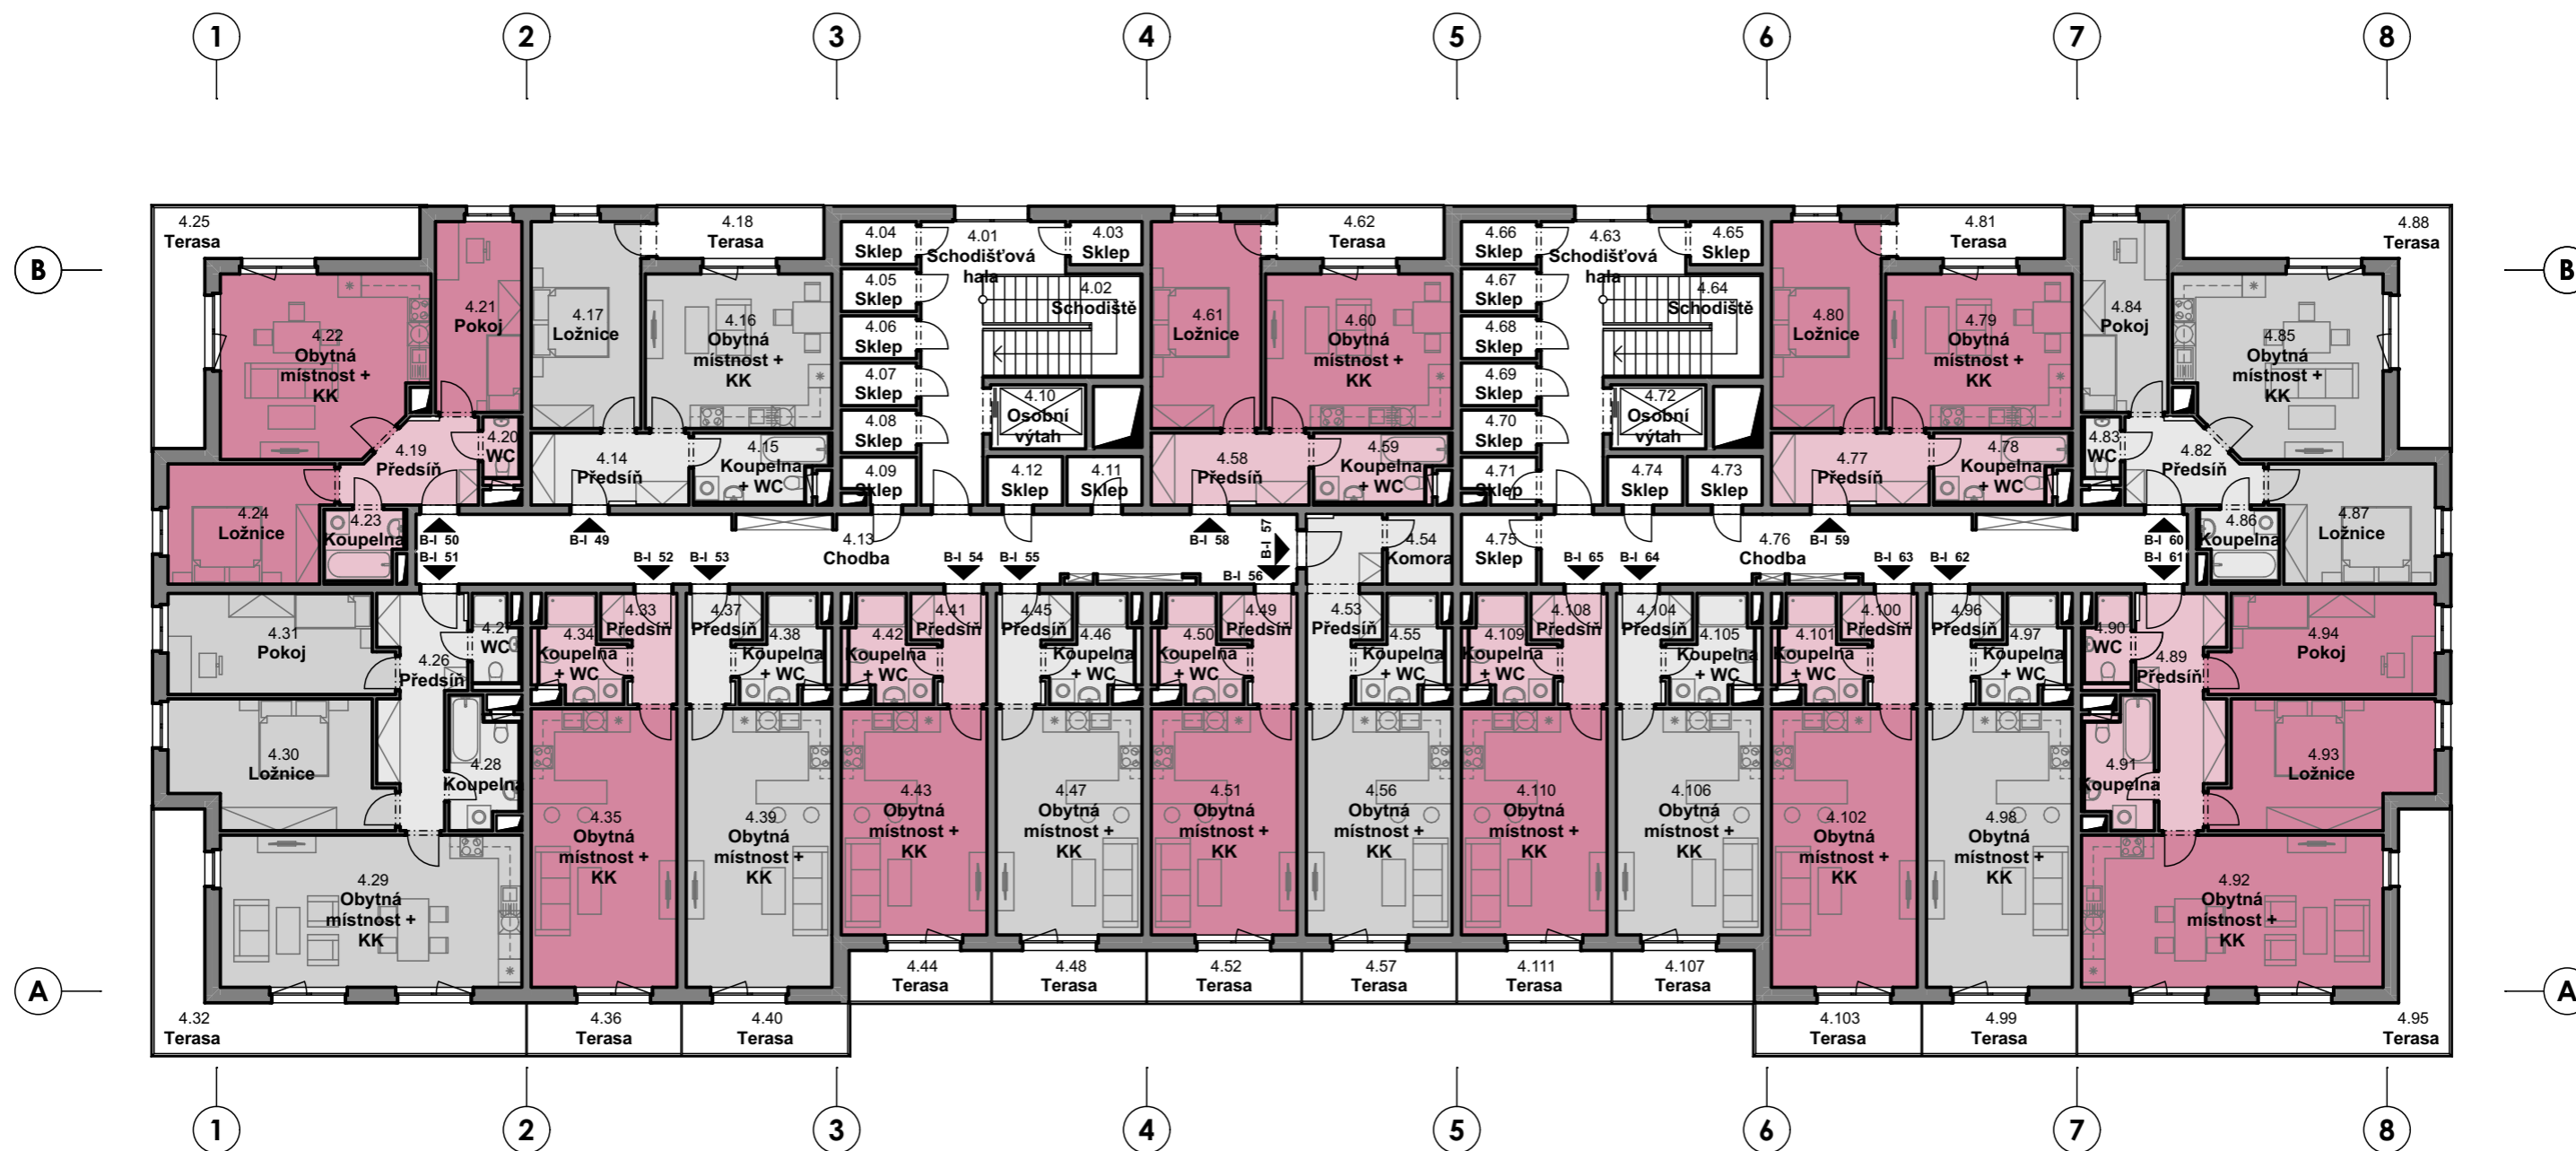 1 2 3 4 5 6 7 8
B B
4.25
Terasa
4.18
Terasa
4.04
Sklep
4.01
Schodišťová
hala
4.03
Sklep
4.62
Terasa
4.66
Sklep
4.63
Schodišťová
hala
4.65
Sklep
4.81
Terasa
4.88
Terasa
4.22
Obytná
místnost +
KK
4.21
Pokoj
4.17
Ložnice
4.16
Obytná
místnost +
KK
4.05
Sklep
4.06
Sklep
4.07
Sklep
4.08
Sklep
4.09
Sklep
4.02
Schodiště
4.10
Osobní
výtah
4.12
Sklep
4.11
Sklep
4.61
Ložnice
4.60
Obytná
místnost +
KK
4.67
Sklep
4.68
Sklep
4.69
Sklep
4.70
Sklep
4.71
Sklep
4.64
Schodiště
4.72
Osobní
výtah
4.74
Sklep
4.73
Sklep
4.80
Ložnice
4.79
Obytná
místnost +
KK
4.84
Pokoj
4.85
Obytná
místnost +
KK
4.19
Předsíň
4.20
WC
4.14
Předsíň
4.15
Koupelna
+ WC
4.58
Předsíň
4.59
Koupelna
+ WC
4.77
Předsíň
4.78
Koupelna
+ WC
4.83
WC
4.82
Předsíň
4.24
Ložnice
4.23
Koupelna
B-I 50
B-I 51
B-I 49
B-I 52
B-I 53
4.13
Chodba
B-I 54
B-I 55
B-I 58
B-I 57
B-I 56
4.54
Komora
4.75
Sklep
B-I 65
B-I 64
4.76
Chodba
B-I 59
B-I 63
B-I 62
B-I 60
B-I 61
4.86
Koupelna
4.87
Ložnice
4.31
Pokoj
4.26
Předsíň
4.27
WC
4.34
Koupelna
+ WC
4.33
Předsíň
4.37
Předsíň
4.38
Koupelna
+ WC
4.42
Koupelna
+ WC
4.41
Předsíň
4.45
Předsíň
4.46
Koupelna
+ WC
4.50
Koupelna
+ WC
4.49
Předsíň
4.53
Předsíň
4.55
Koupelna
+ WC
4.109
Koupelna
+ WC
4.108
Předsíň
4.104
Předsíň
4.105
Koupelna
+ WC
4.101
Koupelna
+ WC
4.100
Předsíň
4.96
Předsíň
4.97
Koupelna
+ WC
4.90
WC
4.89
Předsíň
4.94
Pokoj
4.30
Ložnice
4.28
Koupelna
4.91
Koupelna
4.93
Ložnice
4.29
Obytná
místnost +
KK
4.35
Obytná
místnost +
KK
4.39
Obytná
místnost +
KK
4.43
Obytná
místnost +
KK
4.47
Obytná
místnost +
KK
4.51
Obytná
místnost +
KK
4.56
Obytná
místnost +
KK
4.110
Obytná
místnost +
KK
4.106
Obytná
místnost +
KK
4.102
Obytná
místnost +
KK
4.98
Obytná
místnost +
KK
4.92
Obytná
místnost +
KK
A A
4.44
Terasa
4.48
Terasa
4.52
Terasa
4.57
Terasa
4.111
Terasa
4.107
Terasa
4.32
Terasa
4.36
Terasa
4.40
Terasa
4.103
Terasa
4.99
Terasa
4.95
Terasa
1 2 3 4 5 6 7 8